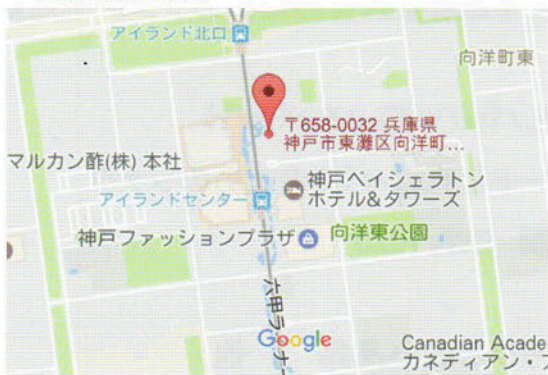 アイランド北口
向洋町東
〒658-0032 兵庫県
神戸市東灘区向洋町...
マルカン酢(株) 本社
神戸ベイシェラトン
ホテル&タワーズ
アイランドセンター
神戸ファッションプラザ
向洋東公園
六甲ライナー
Google
Canadian Acade
カネディアン・ア